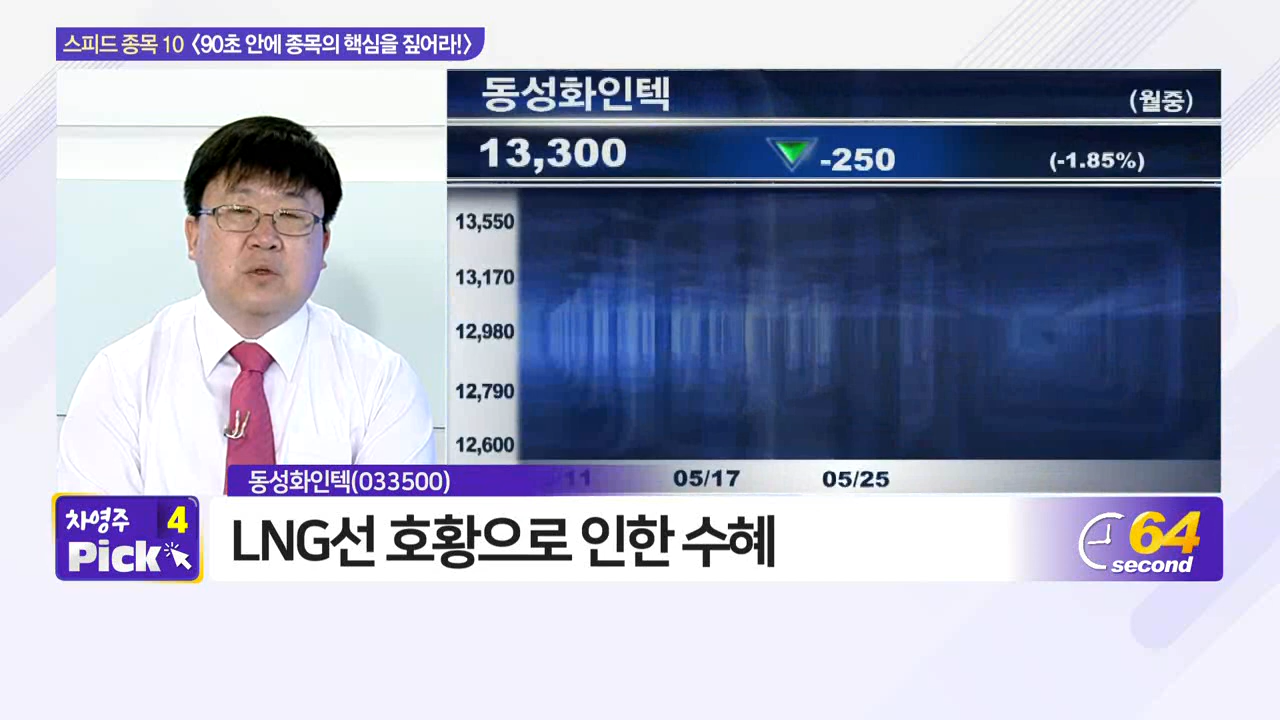 스피드 종목 10 〈90초 안에 종목의 핵심을 짚어라!〉
동성화인텍
(월중)
13,300
-250
(-1.85%)
13,550
13,170
12,980
12,790
12,600
05/17
05/25
동성화인텍(033500)
차영주 4
Pick
LNG선 호황으로 인한 수혜
64
second